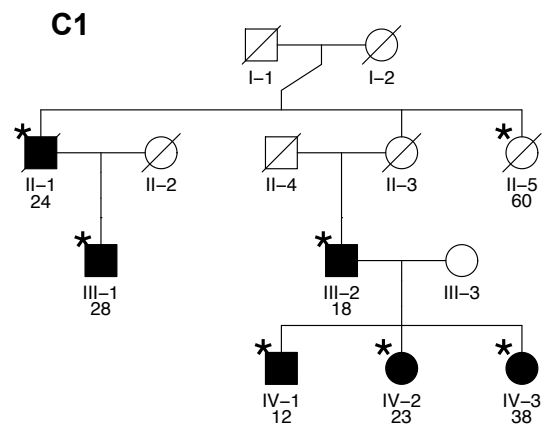 C1
I–1 I–2
* *
II–1 II–2 II–4 II–3 II–5
24 60
* *
III–1 III–2 III–3
28 18
* * *
IV–1 IV–2 IV–3
12 23 38